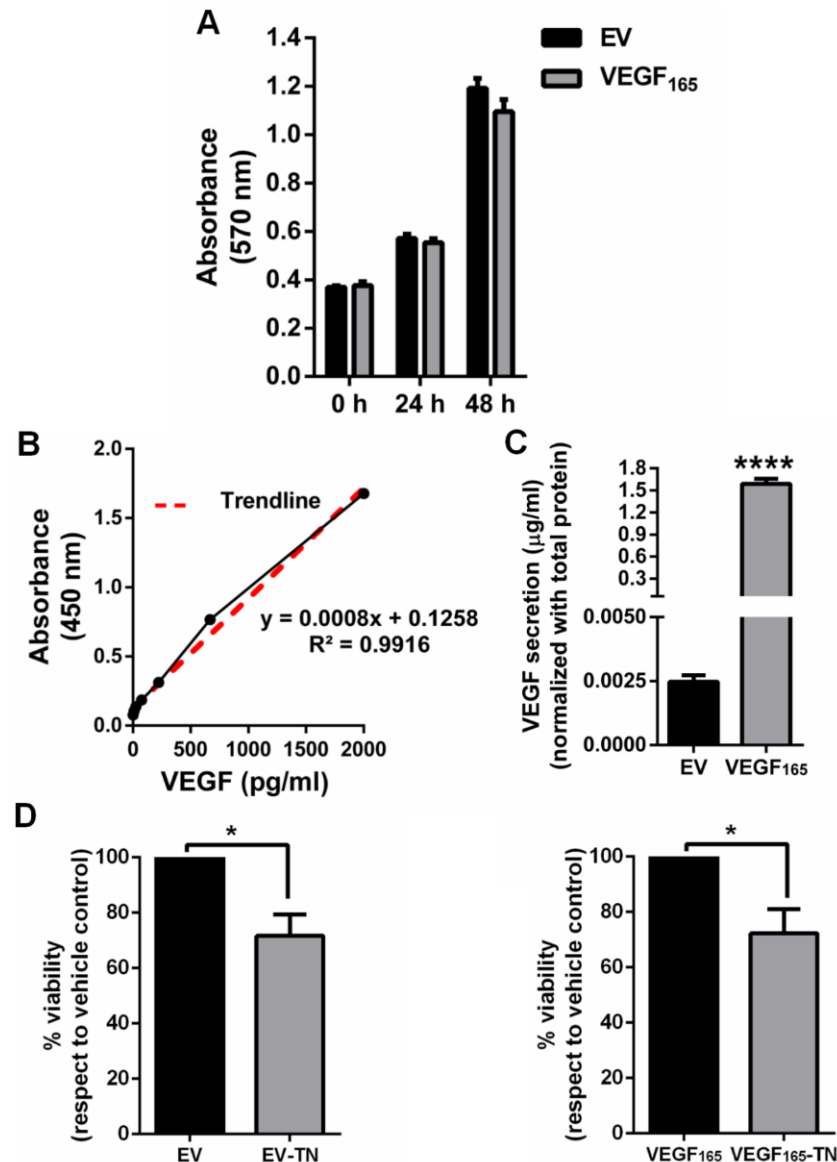 A
1.4
1.2
1.0
0.8
0.6
0.4
0.2
0.0
Absorbance
(570 nm)
0 h 24 h 48 h
EV
VEGF165
B
2.0
1.5
1.0
0.5
0.0
Absorbance
(450 nm)
Trendline
y = 0.0008x + 0.1258
R² = 0.9916
0 500 1000 1500 2000
VEGF (pg/ml)
C
VEGF secretion (µg/ml)
(normalized with total protein)
1.8
1.5
1.2
0.9
0.6
0.3
0.0050
0.0025
0.0000
****
EV VEGF165
D
% viability
(respect to vehicle control)
100
80
60
40
20
0
*
EV EV-TN
% viability
(respect to vehicle control)
100
80
60
40
20
0
*
VEGF165 VEGF165-TN